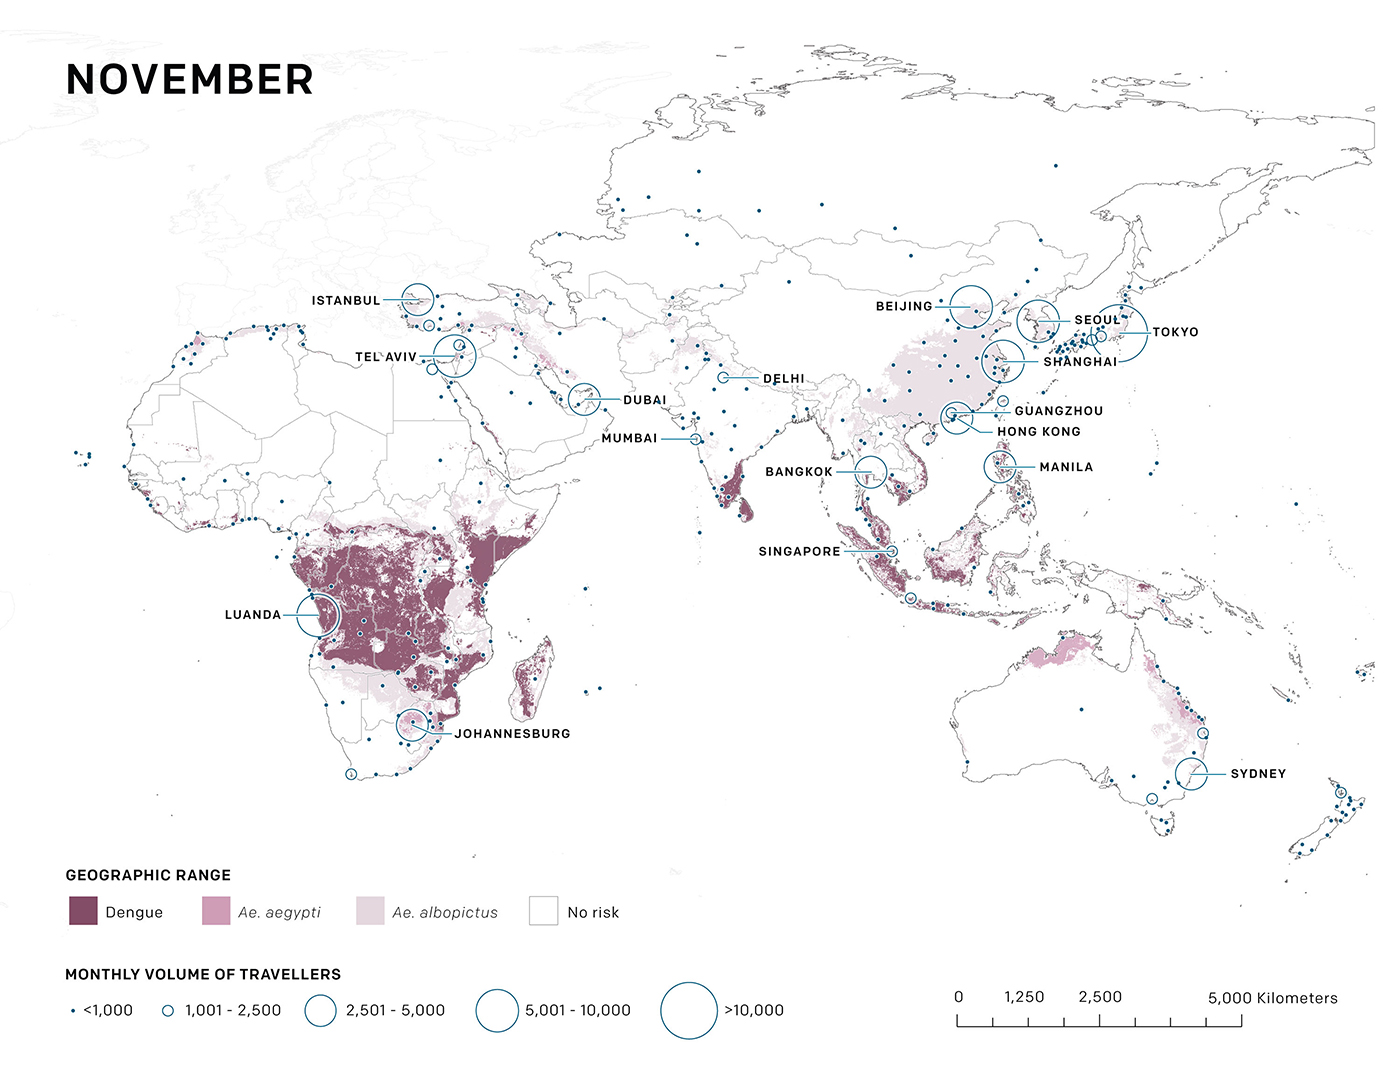 NOVEMBER
ISTANBUL
BEIJING
SEOUL
TOKYO
TEL AVIV
SHANGHAI
DELHI
DUBAI
GUANGZHOU
HONG KONG
MUMBAI
BANGKOK
MANILA
SINGAPORE
LUANDA
JOHANNESBURG
SYDNEY
GEOGRAPHIC RANGE
Dengue Ae. aegypti Ae. albopictus No risk
MONTHLY VOLUME OF TRAVELLERS
<1,000 1,001 - 2,500 2,501 - 5,000 5,001 - 10,000 >10,000
0 1,250 2,500 5,000 Kilometers